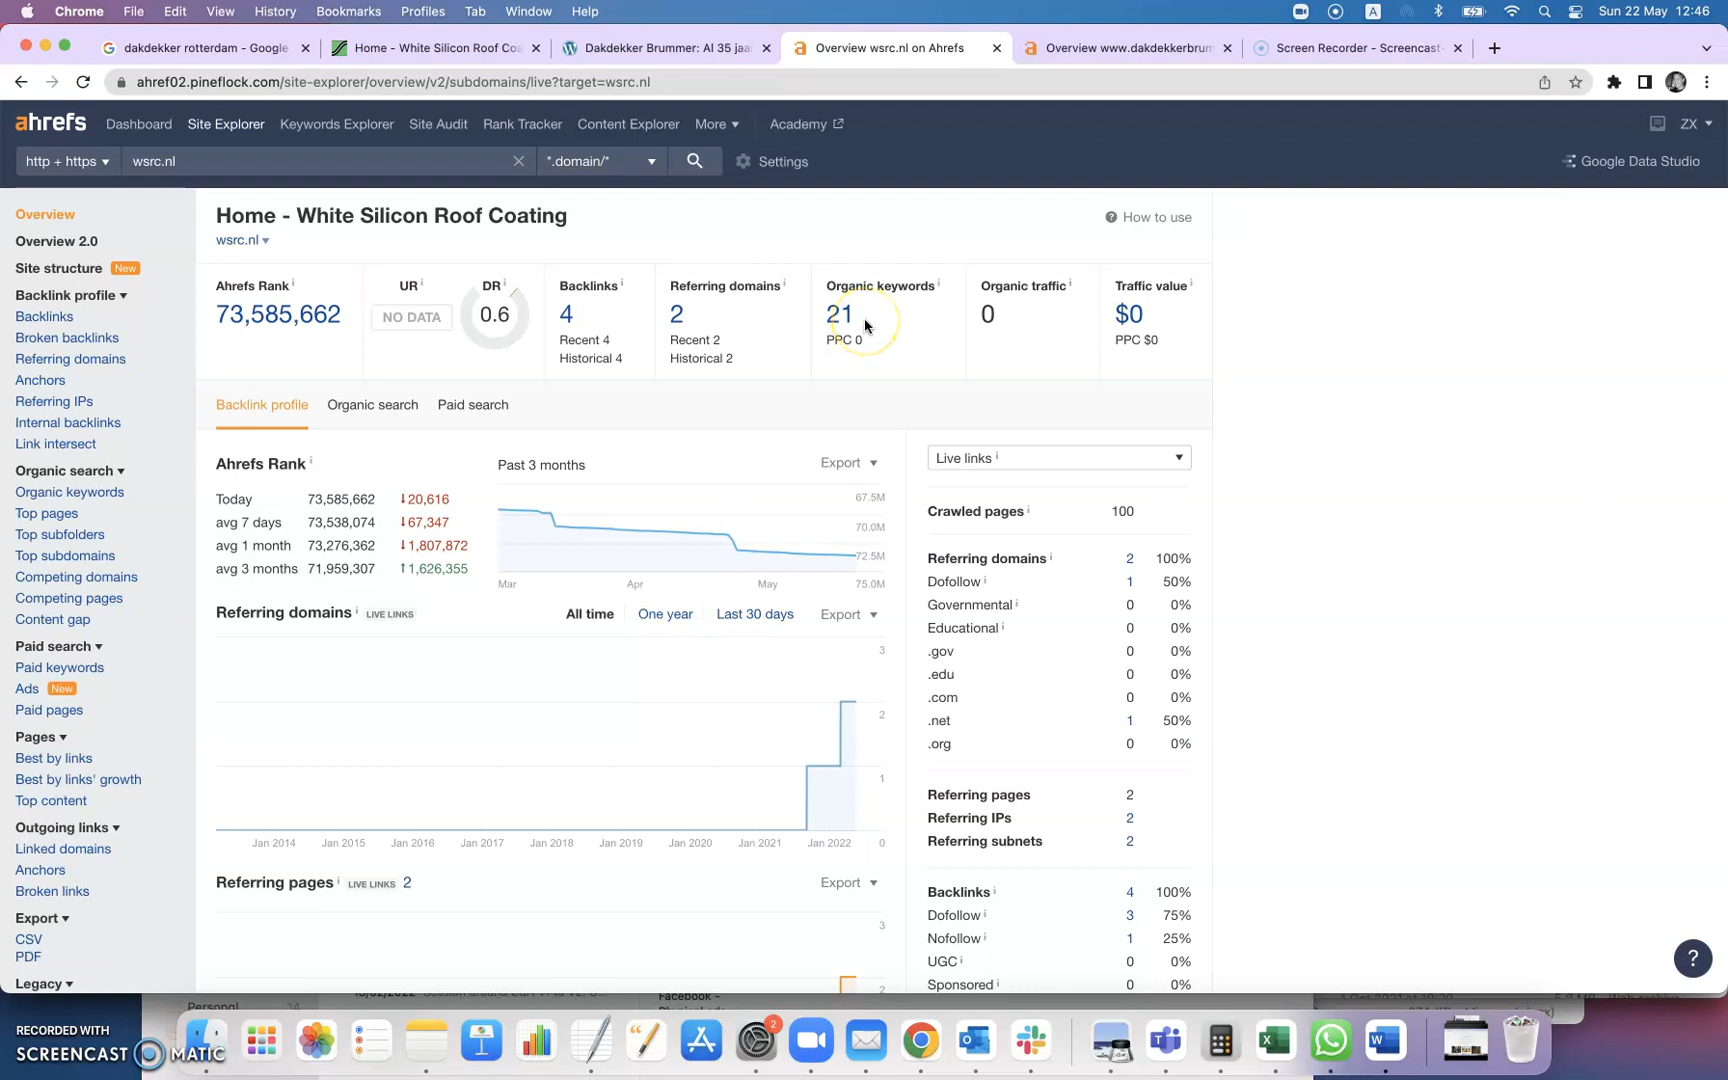 Chrome File Edit View History Bookmarks Profiles Tab Window Help A Sun 22 May 12:46
dakdekker rotterdam - Google
Home - White Silicon Roof Coa
Dakdekker Brummer: Al 35 jaar
Overview wsrc.nl on Ahrefs
Overview www.dakdekkerbrum
Screen Recorder - Screencast-
ahref02.pineflock.com/site-explorer/overview/v2/subdomains/live?target=wsrc.nl
ahrefs Dashboard Site Explorer Keywords Explorer Site Audit Rank Tracker Content Explorer More Academy ZX
http + https wsrc.nl *.domain/* Settings Google Data Studio
Overview
Overview 2.0
Site structure New
Backlink profile
Backlinks
Broken backlinks
Referring domains
Anchors
Referring IPs
Internal backlinks
Link intersect
Organic search
Organic keywords
Top pages
Top subfolders
Top subdomains
Competing domains
Competing pages
Content gap
Paid search
Paid keywords
Ads New
Paid pages
Pages
Best by links
Best by links' growth
Top content
Outgoing links
Linked domains
Anchors
Broken links
Export
CSV
PDF
Legacy
Home - White Silicon Roof Coating
How to use
wsrc.nl
Ahrefs Rank UR DR Backlinks Referring domains Organic keywords Organic traffic Traffic value
73,585,662 NO DATA 0.6 4 2 21 0 $0
Recent 4 Recent 2 PPC 0 PPC $0
Historical 4 Historical 2
Backlink profile Organic search Paid search
Ahrefs Rank Past 3 months Export
Today 73,585,662 ↓20,616
avg 7 days 73,538,074 ↓67,347
avg 1 month 73,276,362 ↓1,807,872
avg 3 months 71,959,307 ↑1,626,355
67.5M
70.0M
72.5M
75.0M
Mar Apr May
Referring domains LIVE LINKS All time One year Last 30 days Export
3
2
1
0
Jan 2014 Jan 2015 Jan 2016 Jan 2017 Jan 2018 Jan 2019 Jan 2020 Jan 2021 Jan 2022
Referring pages LIVE LINKS 2 Export
3
2
Live links
Crawled pages 100
Referring domains 2 100%
Dofollow 1 50%
Governmental 0 0%
Educational 0 0%
.gov 0 0%
.edu 0 0%
.com 0 0%
.net 1 50%
.org 0 0%
Referring pages 2
Referring IPs 2
Referring subnets 2
Backlinks 4 100%
Dofollow 3 75%
Nofollow 1 25%
UGC 0 0%
Sponsored 0 0%
?
Personal 14
Facebook -
RECORDED WITH
SCREENCAST MATIC
2